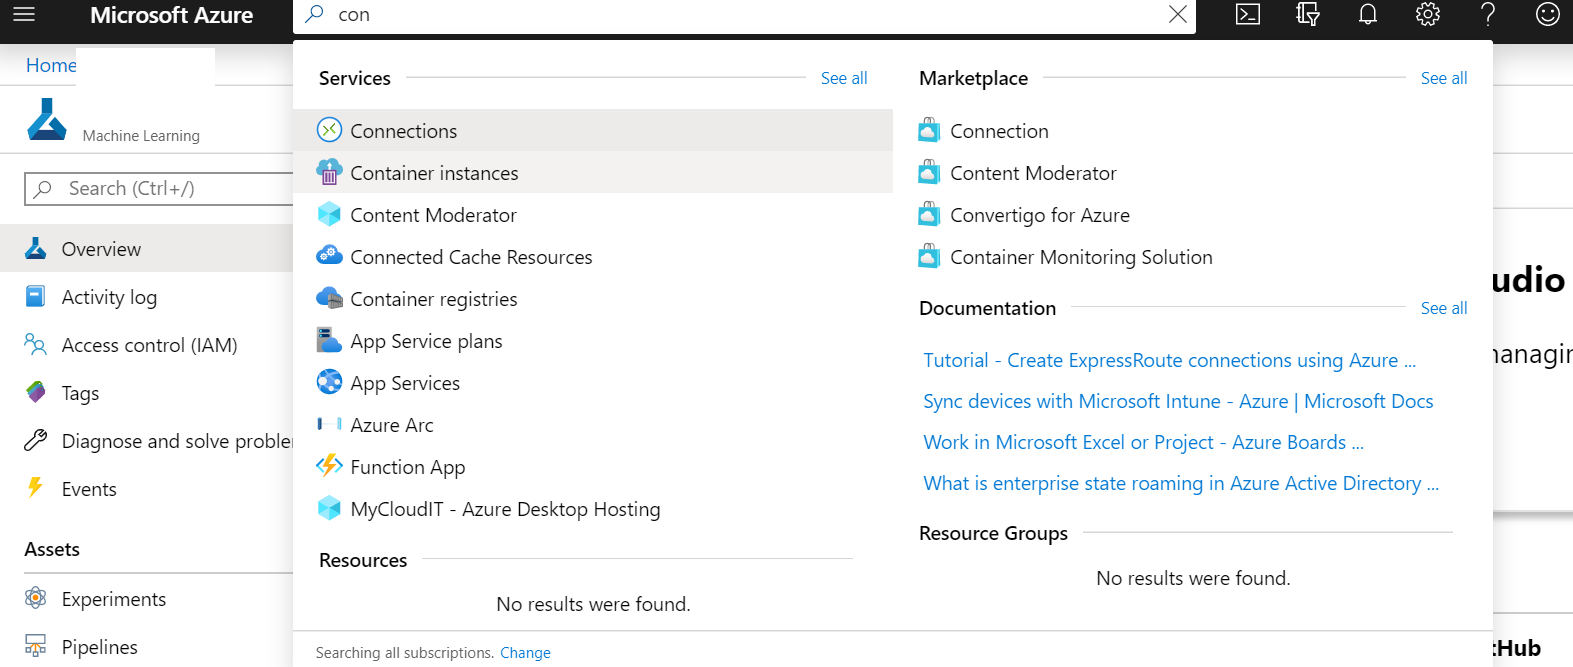 Microsoft Azure
con
Home
Machine Learning
Search (Ctrl+/)
Overview
Activity log
Access control (IAM)
Tags
Diagnose and solve
Events
Assets
Experiments
Pipelines
Services
See all
Connections
Container instances
Content Moderator
Connected Cache Resources
Container registries
App Service plans
App Services
Azure Arc
Function App
MyCloudIT - Azure Desktop Hosting
Resources
No results were found.
Searching all subscriptions. Change
Marketplace
See all
Connection
Content Moderator
Convertigo for Azure
Container Monitoring Solution
Documentation
See all
Tutorial - Create ExpressRoute connections using Azure ...
Sync devices with Microsoft Intune - Azure | Microsoft Docs
Work in Microsoft Excel or Project - Azure Boards ...
What is enterprise state roaming in Azure Active Directory ...
Resource Groups
No results were found.